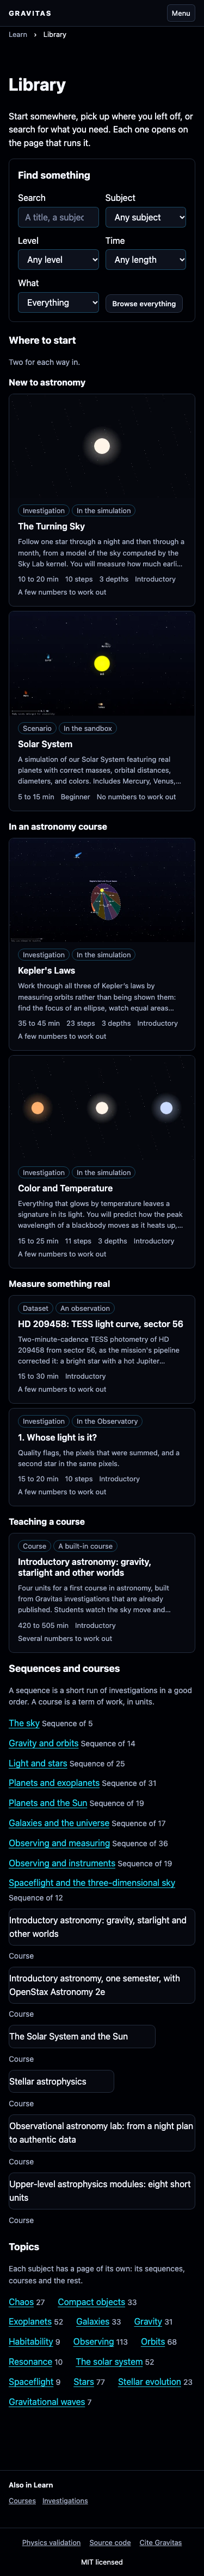 GRAVITAS
Menu
Learn › Library
Library
Start somewhere, pick up where you left off, or
search for what you need. Each one opens on
the page that runs it.
Find something
Search
Subject
A title, a subjec
Any subject
Level
Time
Any level
Any length
What
Everything
Browse everything
Where to start
Two for each way in.
New to astronomy
Investigation
In the simulation
The Turning Sky
Follow one star through a night and then through a
month, from a model of the sky computed by the
Sky Lab kernel. You will measure how much earli...
10 to 20 min 10 steps 3 depths Introductory
A few numbers to work out
Scenario
In the sandbox
Solar System
A simulation of our Solar System featuring real
planets with correct masses, orbital distances,
diameters, and colors. Includes Mercury, Venus,...
5 to 15 min Beginner No numbers to work out
In an astronomy course
Investigation
In the simulation
Kepler's Laws
Work through all three of Kepler's laws by
measuring orbits rather than being shown them:
find the focus of an ellipse, watch equal areas...
35 to 45 min 23 steps 3 depths Introductory
A few numbers to work out
Investigation
In the simulation
Color and Temperature
Everything that glows by temperature leaves a
signature in its light. You will predict how the peak
wavelength of a blackbody moves as it heats up,...
15 to 25 min 11 steps 3 depths Introductory
A few numbers to work out
Measure something real
Dataset
An observation
HD 209458: TESS light curve, sector 56
Two-minute-cadence TESS photometry of HD
209458 from sector 56, as the mission's pipeline
corrected it: a bright star with a hot Jupiter...
15 to 30 min Introductory
A few numbers to work out
Investigation
In the Observatory
1. Whose light is it?
Quality flags, the pixels that were summed, and a
second star in the same pixels.
15 to 20 min 10 steps Introductory
A few numbers to work out
Teaching a course
Course
A built-in course
Introductory astronomy: gravity,
starlight and other worlds
Four units for a first course in astronomy, built
from Gravitas investigations that are already
published. Students watch the sky move and...
420 to 505 min Introductory
Several numbers to work out
Sequences and courses
A sequence is a short run of investigations in a good
order. A course is a term of work, in units.
The sky Sequence of 5
Gravity and orbits Sequence of 14
Light and stars Sequence of 25
Planets and exoplanets Sequence of 31
Planets and the Sun Sequence of 19
Galaxies and the universe Sequence of 17
Observing and measuring Sequence of 36
Observing and instruments Sequence of 19
Spaceflight and the three-dimensional sky
Sequence of 12
Introductory astronomy: gravity, starlight and other
worlds
Course
Introductory astronomy, one semester, with
OpenStax Astronomy 2e
Course
The Solar System and the Sun
Course
Stellar astrophysics
Course
Observational astronomy lab: from a night plan
to authentic data
Course
Upper-level astrophysics modules: eight short
units
Course
Topics
Each subject has a page of its own: its sequences,
courses and the rest.
Chaos 27 Compact objects 33
Exoplanets 52 Galaxies 33 Gravity 31
Habitability 9 Observing 113 Orbits 68
Resonance 10 The solar system 52
Spaceflight 9 Stars 77 Stellar evolution 23
Gravitational waves 7
Also in Learn
Courses Investigations
Physics validation Source code Cite Gravitas
MIT licensed